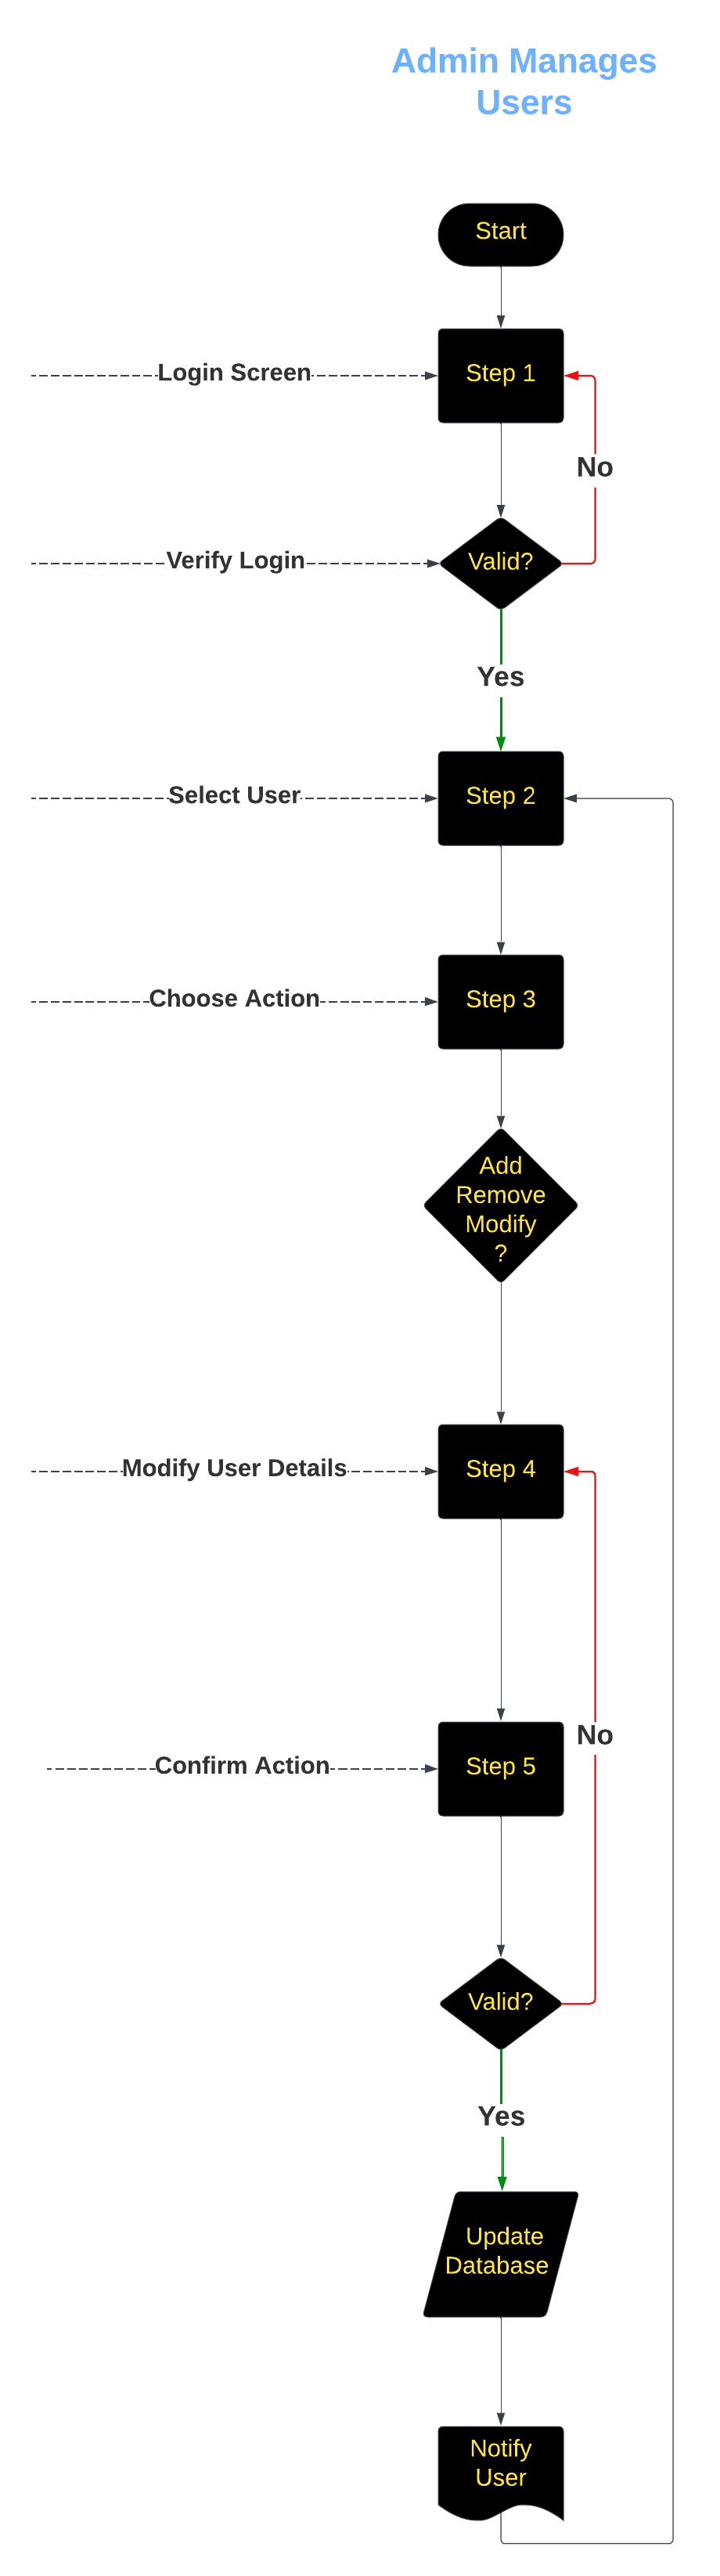 Admin Manages
Users
Start
Login Screen
Step 1
No
Verify Login
Valid?
Yes
Select User
Step 2
Choose Action
Step 3
Add
Remove
Modify
?
Modify User Details
Step 4
No
Confirm Action
Step 5
Valid?
Yes
Update
Database
Notify
User